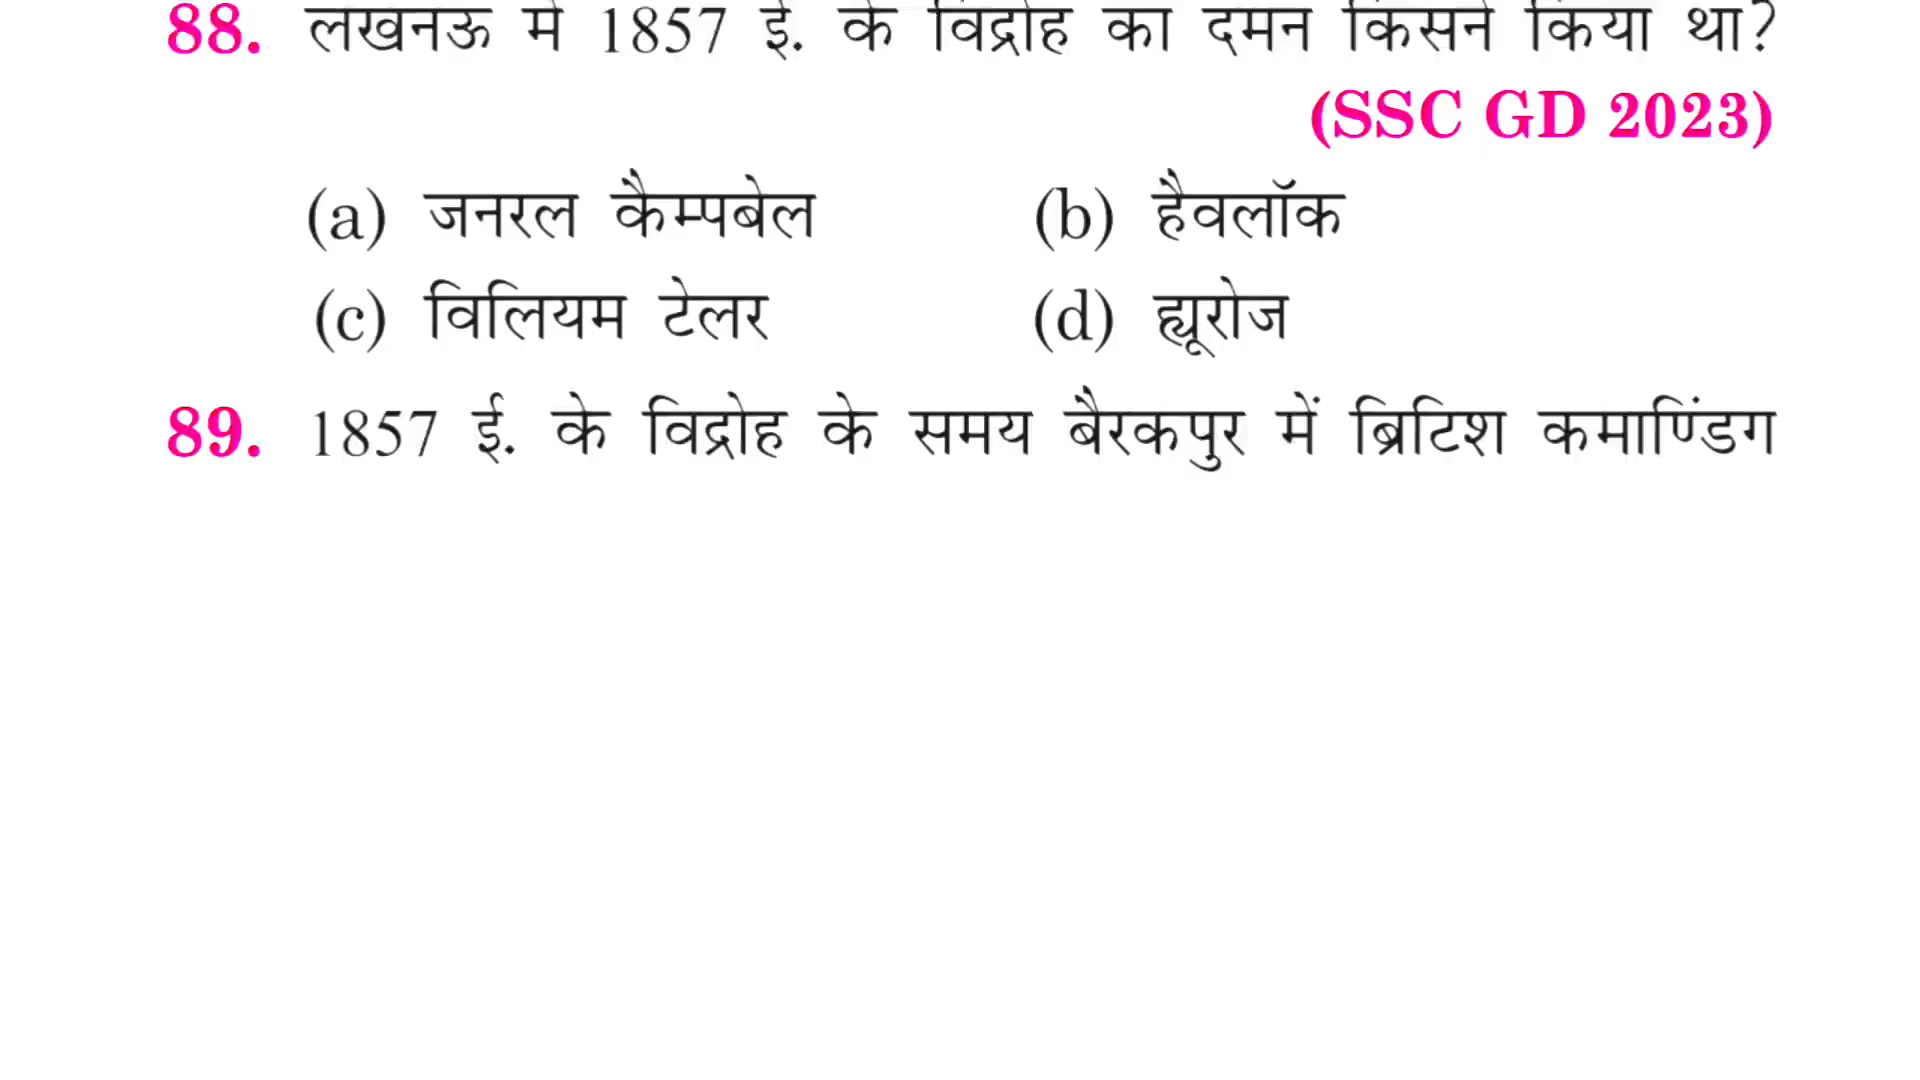 88. लखनऊ में 1857 ई. के विद्रोह का दमन किसने किया था?
(SSC GD 2023)
(a) जनरल कैम्पबेल (b) हैवलॉक
(c) विलियम टेलर (d) ह्यूरोज
89. 1857 ई. के विद्रोह के समय बैरकपुर में ब्रिटिश कमाण्डिंग